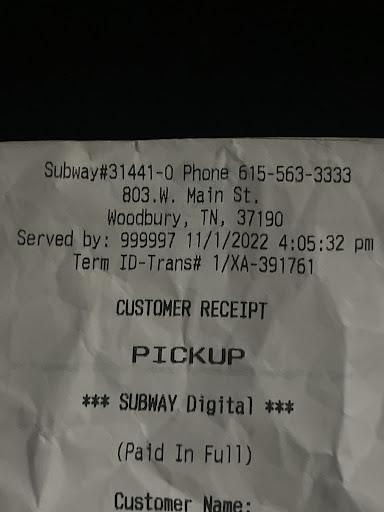 Subway#31441-0 Phone 615-563-3333
803.W. Main St.
Woodbury, TN, 37190
Served by: 999997 11/1/2022 4:05:32 pm
Term ID-Trans# 1/XA-391761
CUSTOMER RECEIPT
PICKUP
*** SUBWAY Digital ***
(Paid In Full)
Customer Name: